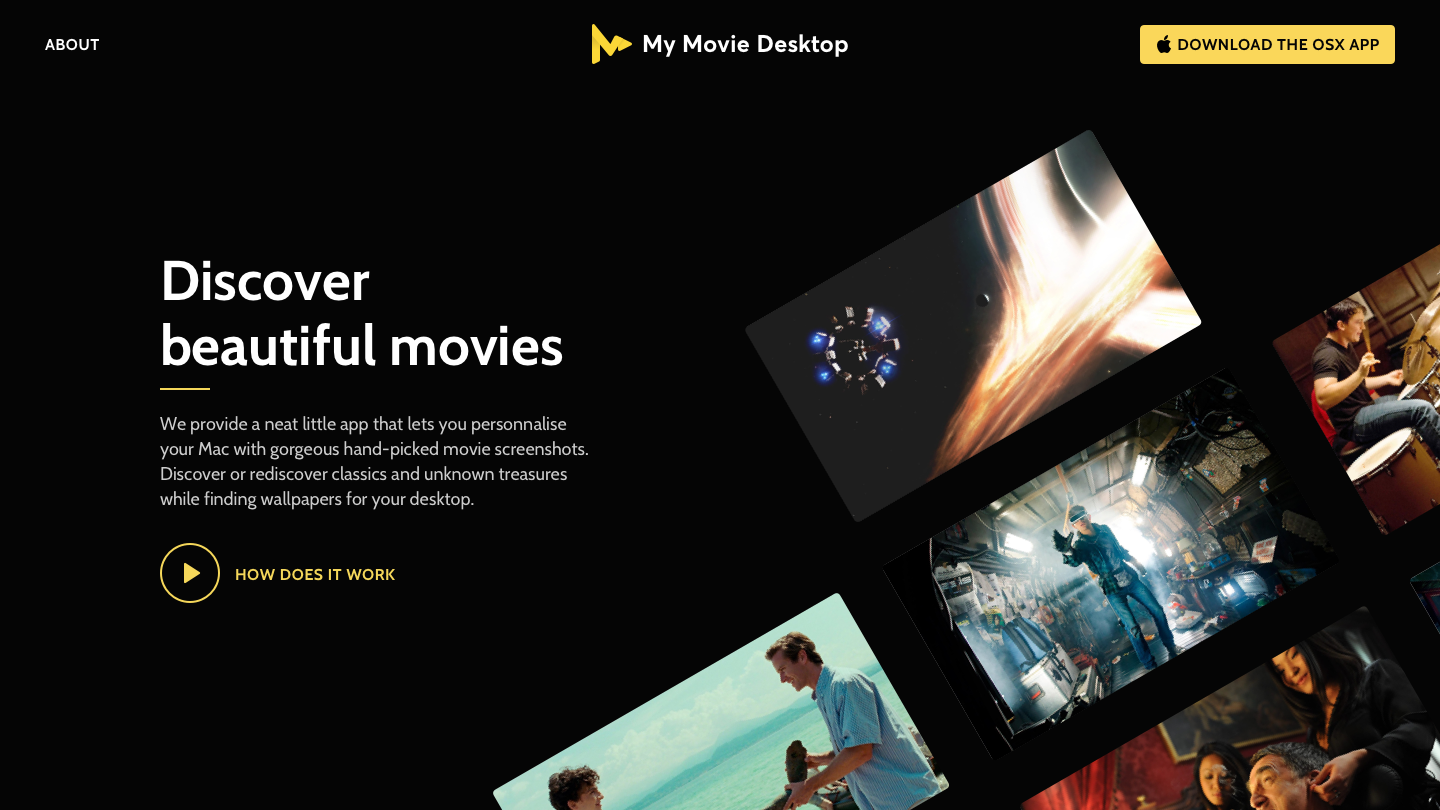 ABOUT
My Movie Desktop
DOWNLOAD THE OSX APP
Discover
beautiful movies
We provide a neat little app that lets you personnalise
your Mac with gorgeous hand-picked movie screenshots.
Discover or rediscover classics and unknown treasures
while finding wallpapers for your desktop.
HOW DOES IT WORK